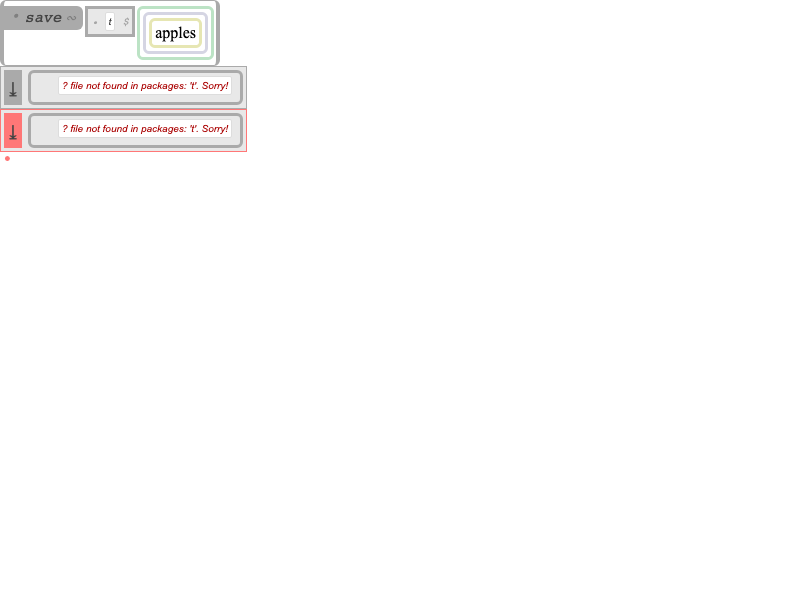 * save ~ • t $ apples
⤓ ? file not found in packages: 't'. Sorry!
⤓ ? file not found in packages: 't'. Sorry!